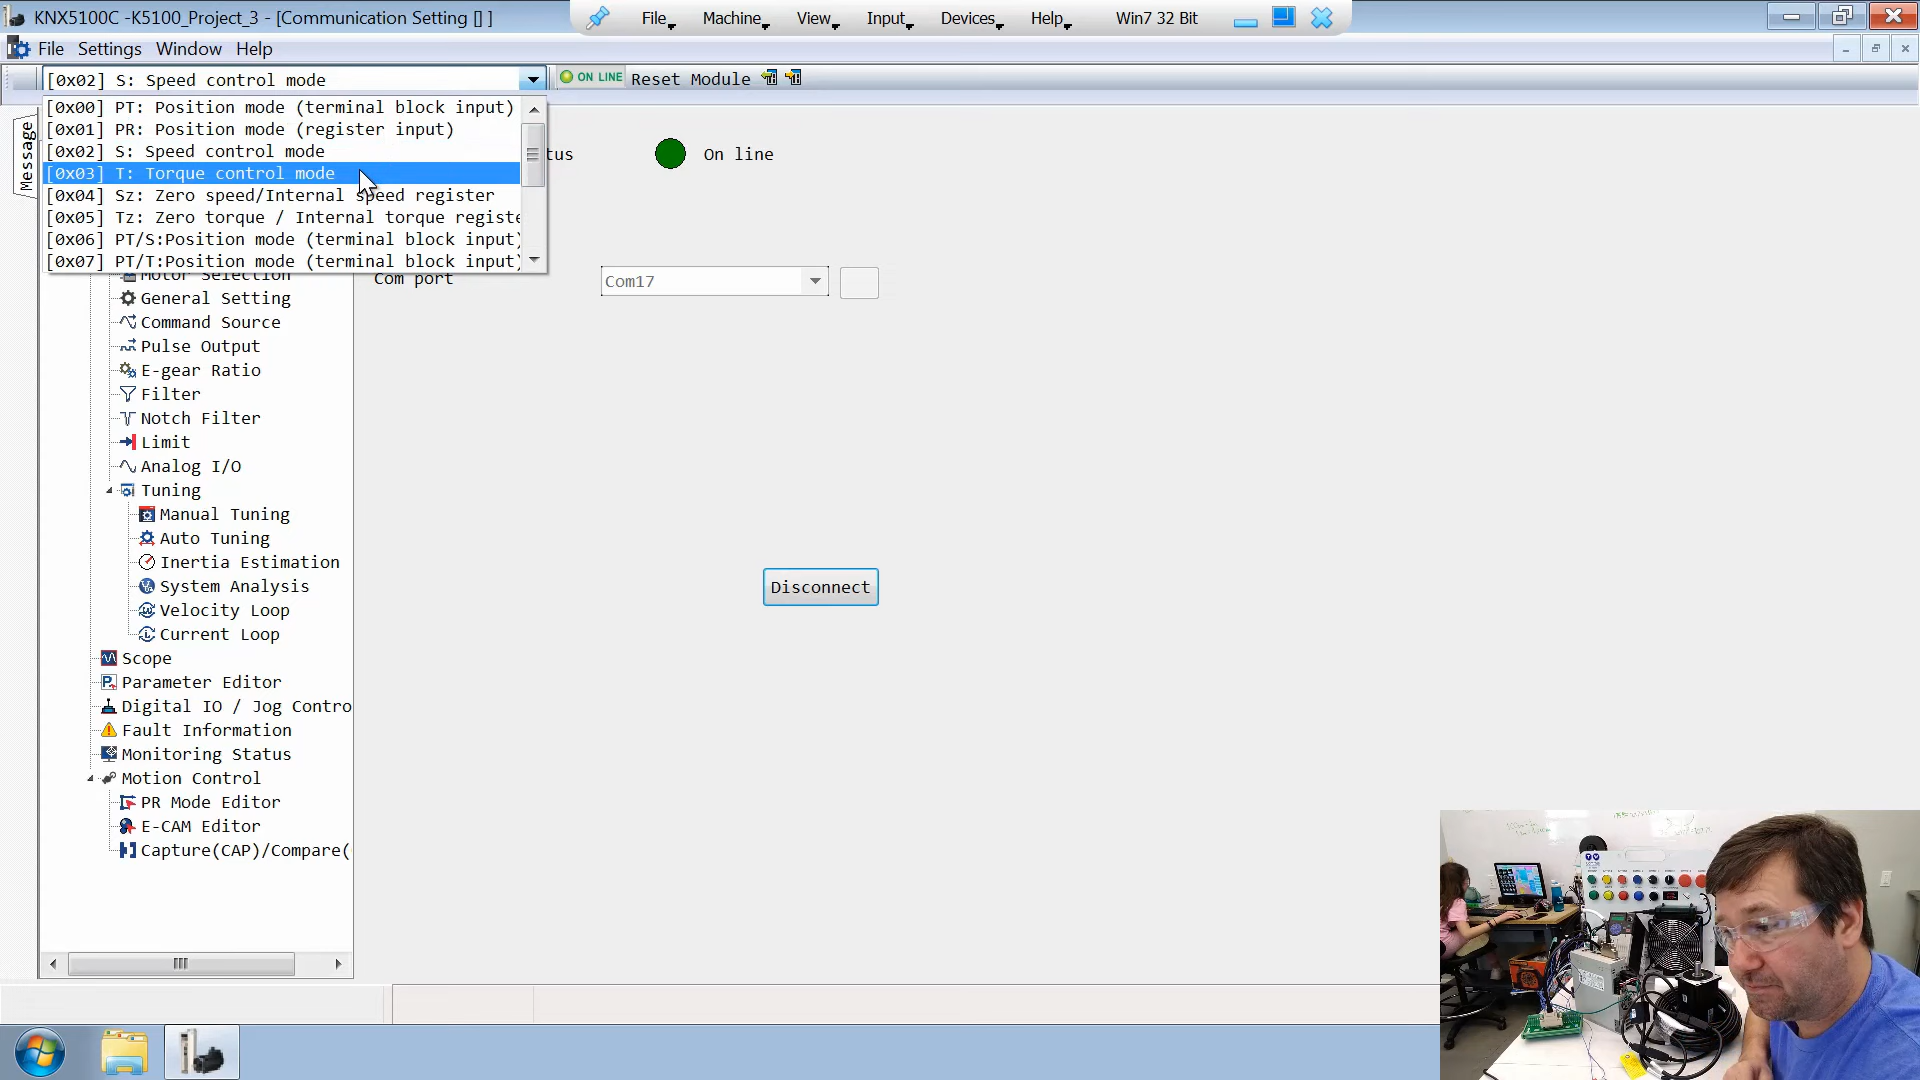 KNX5100C -K5100_Project_3 - [Communication Setting [] ]
File Machine View Input Devices Help Win7 32 Bit
File Settings Window Help
[0x02] S: Speed control mode
ON LINE Reset Module
[0x00] PT: Position mode (terminal block input)
[0x01] PR: Position mode (register input)
[0x02] S: Speed control mode
[0x03] T: Torque control mode
[0x04] Sz: Zero speed/Internal speed register
[0x05] Tz: Zero torque / Internal torque registe
[0x06] PT/S:Position mode (terminal block input)
[0x07] PT/T:Position mode (terminal block input)
Message
tus
On line
Com port
Com17
Motor Selection
General Setting
Command Source
Pulse Output
E-gear Ratio
Filter
Notch Filter
Limit
Analog I/O
Tuning
Manual Tuning
Auto Tuning
Inertia Estimation
System Analysis
Velocity Loop
Current Loop
Scope
Parameter Editor
Digital IO / Jog Contro
Fault Information
Monitoring Status
Motion Control
PR Mode Editor
E-CAM Editor
Capture(CAP)/Compare(
Disconnect